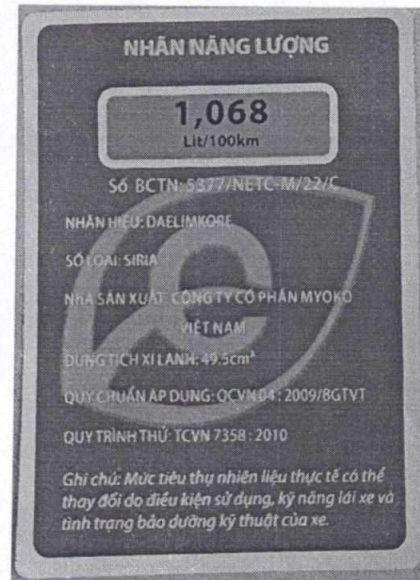 NHÃN NĂNG LƯỢNG
1,068
Lit/100km
Số BCTN: 5377/NETC-M/22/C
NHÃN HIỆU: DAELIMKORE
SỐ LOẠI: SIRIA
NHÀ SẢN XUẤT: CÔNG TY CỔ PHẦN MYOKO
VIỆT NAM
DUNG TÍCH XI LANH: 49.5cm³
QUY CHUẨN ÁP DỤNG: QCVN 04 : 2009/BGTVT
QUY TRÌNH THỬ: TCVN 7358 : 2010
Ghi chú: Mức tiêu thụ nhiên liệu thực tế có thể
thay đổi do điều kiện sử dụng, kỹ năng lái xe và
tình trạng bảo dưỡng kỹ thuật của xe.